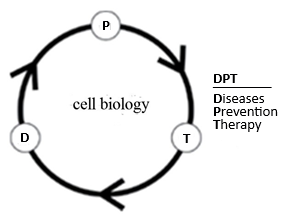 P
cell biology
D
T
DPT
Diseases
Prevention
Therapy